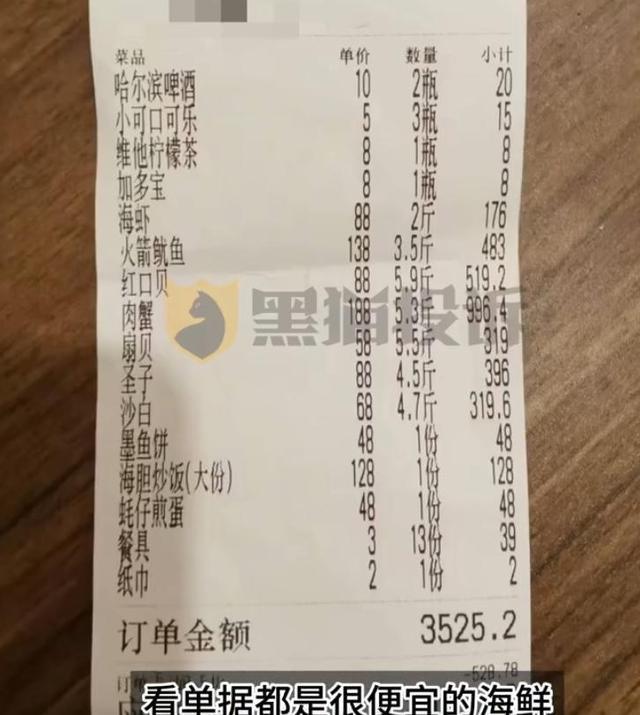 菜品 单价 数量 小计
哈尔滨啤酒 10 2瓶 20
小可口可乐 5 3瓶 15
维他柠檬茶 8 1瓶 8
加多宝 8 1瓶 8
海虾 88 2斤 176
火箭鱿鱼 138 3.5斤 483
红口贝 88 5.9斤 519.2
肉蟹 188 5.3斤 996.4
扇贝 58 5.5斤 319
圣子 88 4.5斤 396
沙白 68 4.7斤 319.6
墨鱼饼 48 1份 48
海胆炒饭(大份) 128 1份 128
蚝仔煎蛋 48 1份 48
餐具 3 13份 39
纸巾 2 1份 2
黑猫投诉
订单金额 3525.2
-528.78
看单据都是很便宜的海鲜